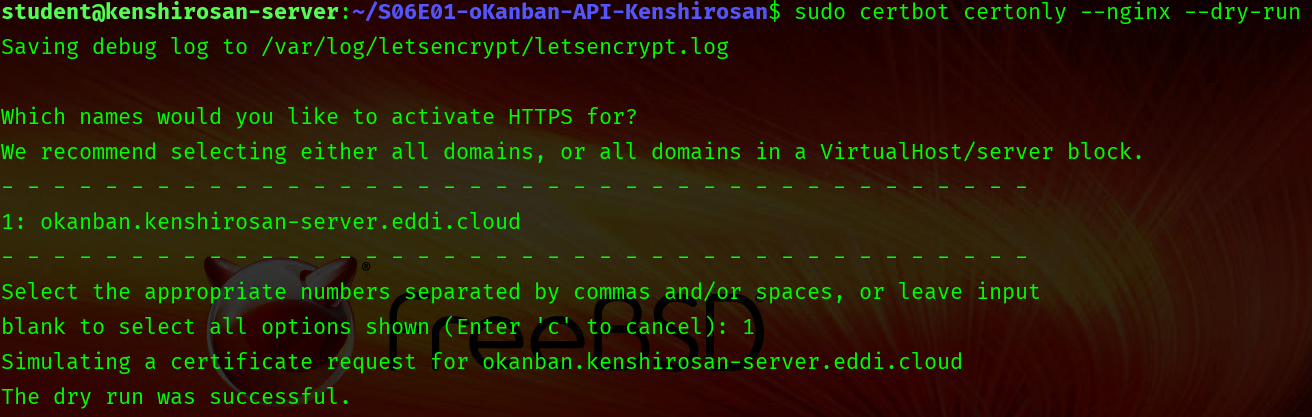 student@kenshirosan-server:~/S06E01-oKanban-API-Kenshirosan$ sudo certbot certonly --nginx --dry-run
Saving debug log to /var/log/letsencrypt/letsencrypt.log
Which names would you like to activate HTTPS for?
We recommend selecting either all domains, or all domains in a VirtualHost/server block.
- - - - - - - - - - - - - - - - - - - - - - - - - - - - - - - - - - - - - - - -
1: okanban.kenshirosan-server.eddi.cloud
- - - - - - - - - - - - - - - - - - - - - - - - - - - - - - - - - - - - - - - -
Select the appropriate numbers separated by commas and/or spaces, or leave input
blank to select all options shown (Enter 'c' to cancel): 1
Simulating a certificate request for okanban.kenshirosan-server.eddi.cloud
The dry run was successful.
freeBSD
®